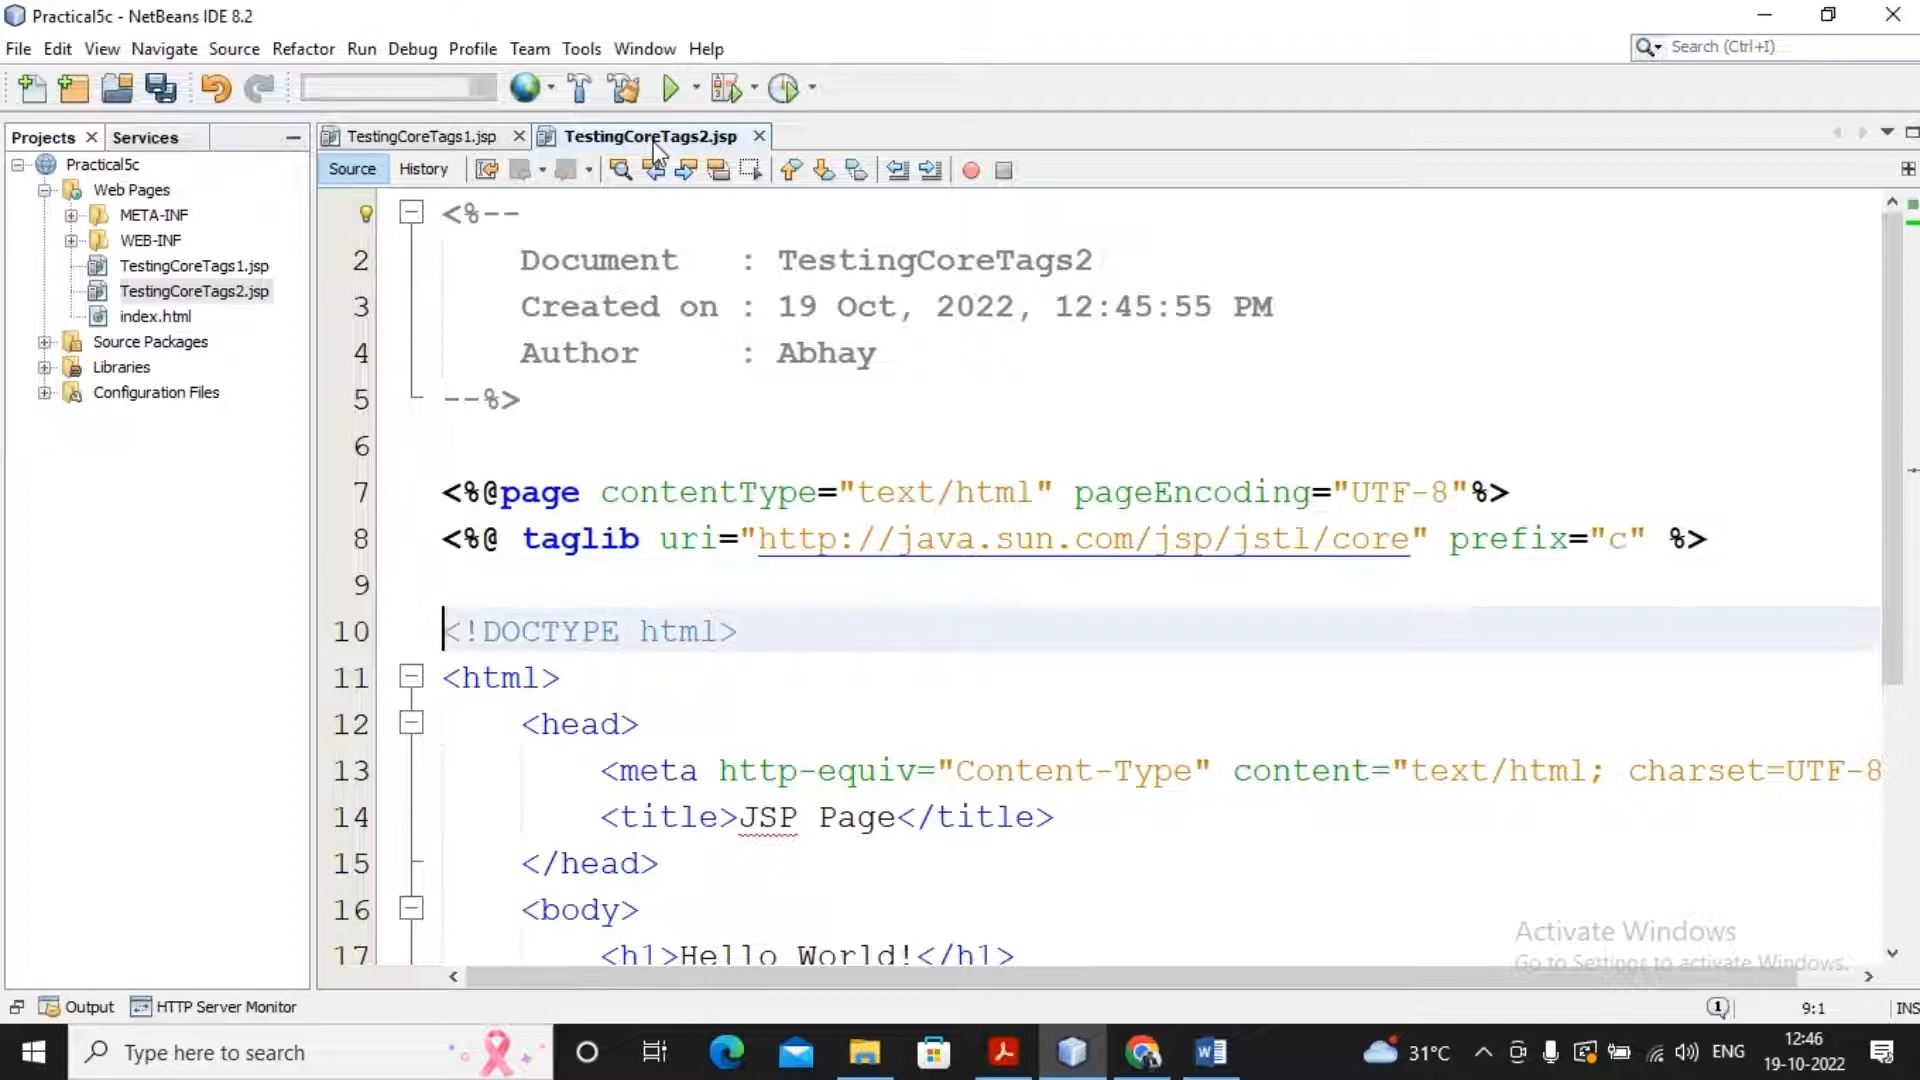 Practical5c - NetBeans IDE 8.2
File Edit View Navigate Source Refactor Run Debug Profile Team Tools Window Help
Search (Ctrl+I)
Projects Services
TestingCoreTags1.jsp TestingCoreTags2.jsp
Source History
Practical5c
Web Pages
META-INF
WEB-INF
TestingCoreTags1.jsp
TestingCoreTags2.jsp
index.html
Source Packages
Libraries
Configuration Files
<%--
2 Document : TestingCoreTags2
3 Created on : 19 Oct, 2022, 12:45:55 PM
4 Author : Abhay
5 --%>
6
7 <%@page contentType="text/html" pageEncoding="UTF-8"%>
8 <%@ taglib uri="http://java.sun.com/jsp/jstl/core" prefix="c" %>
9
10 <!DOCTYPE html>
11 <html>
12 <head>
13 <meta http-equiv="Content-Type" content="text/html; charset=UTF-8
14 <title>JSP Page</title>
15 </head>
16 <body>
17 <h1>Hello World!</h1>
Activate Windows
Go to Settings to activate Windows.
Output HTTP Server Monitor
1 9:1 INS
Type here to search
31°C ENG
12:46
19-10-2022